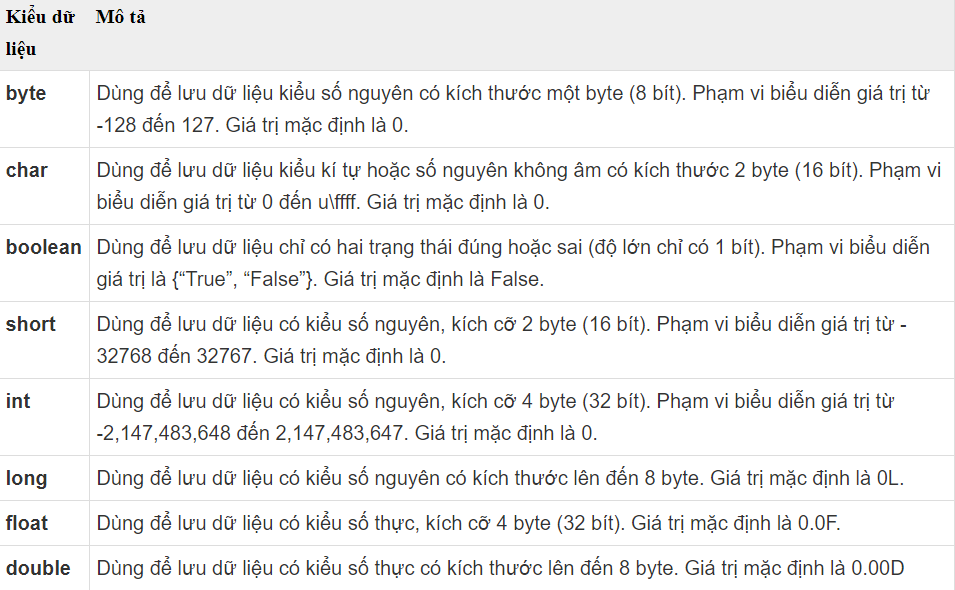 Kiểu dữ Mô tả
liệu
byte Dùng để lưu dữ liệu kiểu số nguyên có kích thước một byte (8 bít). Phạm vi biểu diễn giá trị từ
-128 đến 127. Giá trị mặc định là 0.
char Dùng để lưu dữ liệu kiểu kí tự hoặc số nguyên không âm có kích thước 2 byte (16 bít). Phạm vi
biểu diễn giá trị từ 0 đến u\ffff. Giá trị mặc định là 0.
boolean Dùng để lưu dữ liệu chỉ có hai trạng thái đúng hoặc sai (độ lớn chỉ có 1 bít). Phạm vi biểu diễn
giá trị là {“True”, “False”}. Giá trị mặc định là False.
short Dùng để lưu dữ liệu có kiểu số nguyên, kích cỡ 2 byte (16 bít). Phạm vi biểu diễn giá trị từ -
32768 đến 32767. Giá trị mặc định là 0.
int Dùng để lưu dữ liệu có kiểu số nguyên, kích cỡ 4 byte (32 bít). Phạm vi biểu diễn giá trị từ
-2,147,483,648 đến 2,147,483,647. Giá trị mặc định là 0.
long Dùng để lưu dữ liệu có kiểu số nguyên có kích thước lên đến 8 byte. Giá trị mặc định là 0L.
float Dùng để lưu dữ liệu có kiểu số thực, kích cỡ 4 byte (32 bít). Giá trị mặc định là 0.0F.
double Dùng để lưu dữ liệu có kiểu số thực có kích thước lên đến 8 byte. Giá trị mặc định là 0.00D